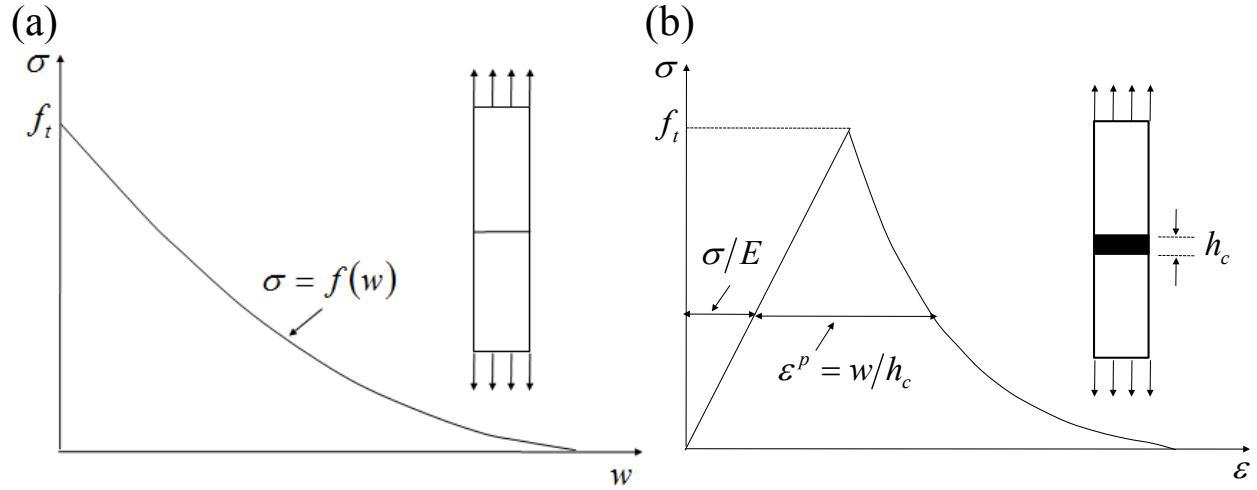 (a)
σ
f_t
σ = f(w)
w
(b)
σ
f_t
σ/E
ε^p = w/h_c
h_c
ε